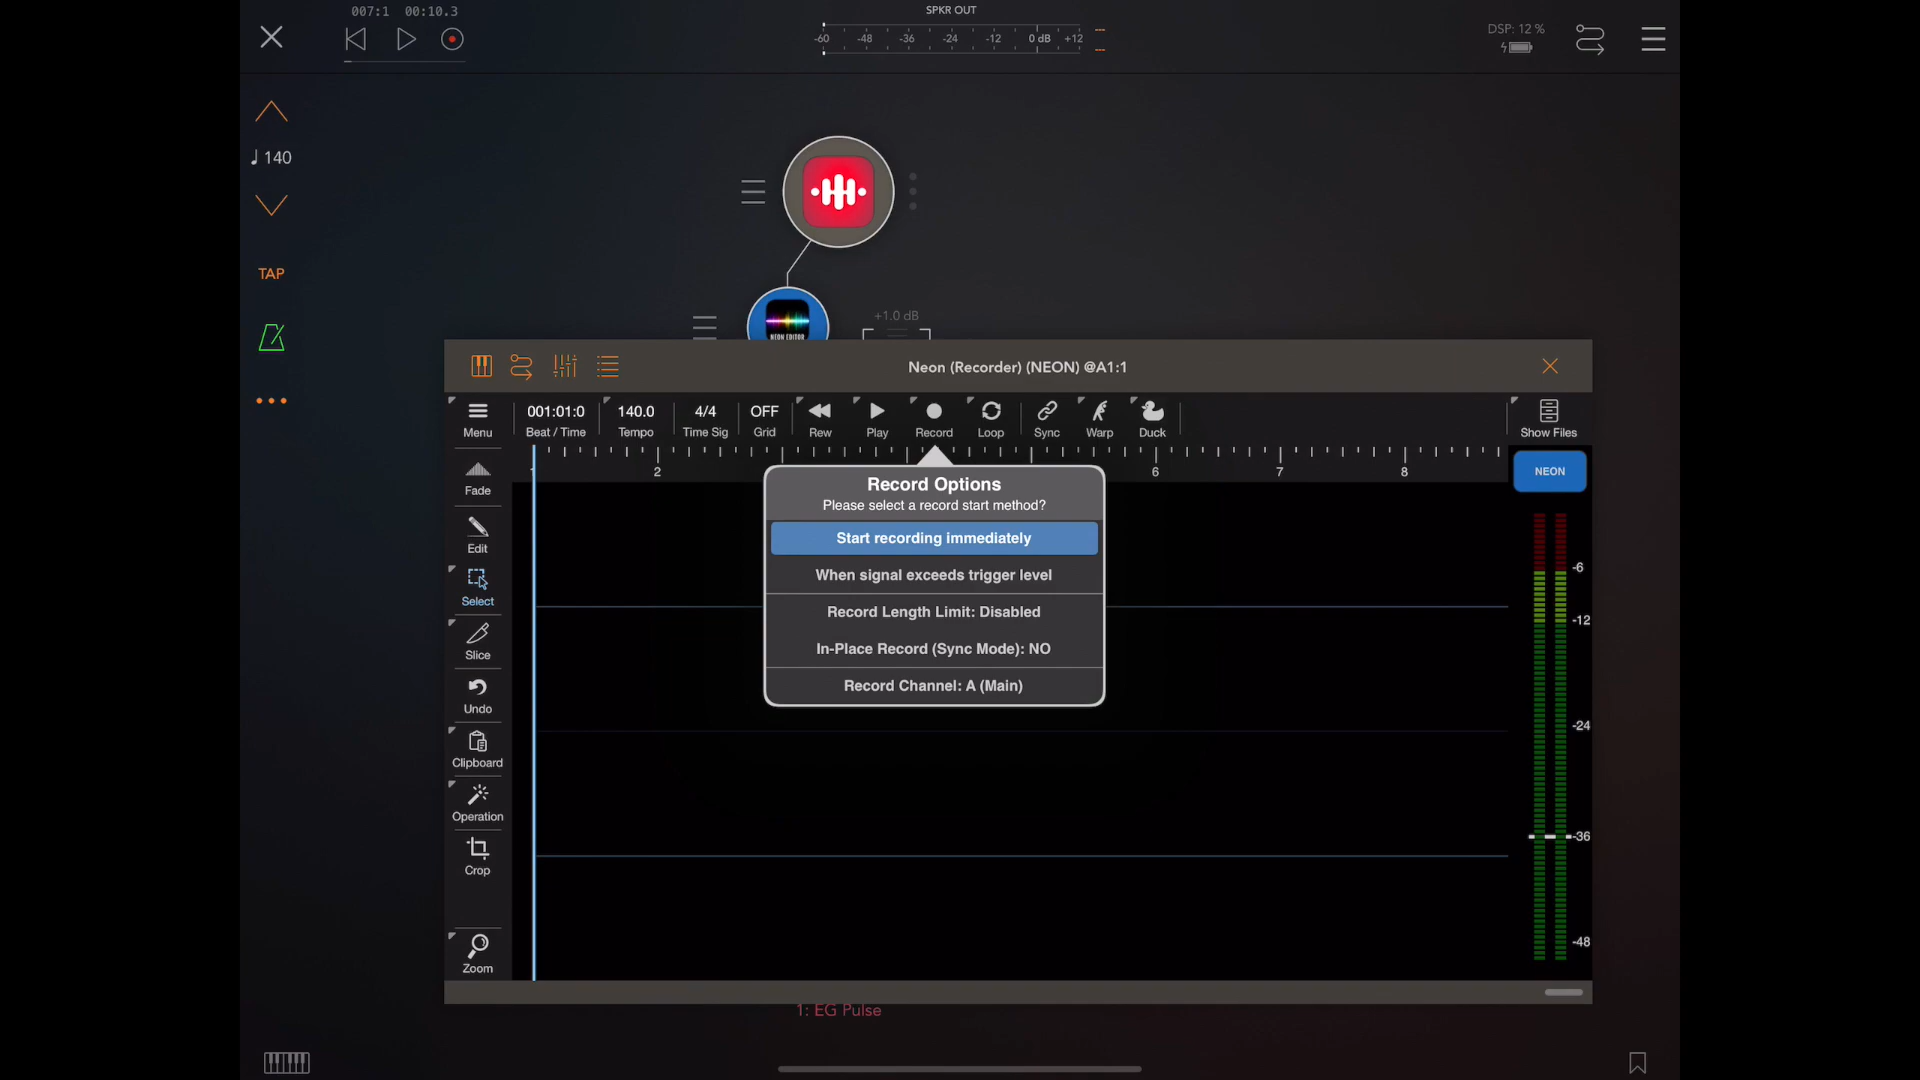 007:1 00:10.3
SPKR OUT
-60 -48 -36 -24 -12 0 dB +12
DSP: 12 %
140
TAP
NEON EDITOR
+1.0 dB
Neon (Recorder) (NEON) @A1:1
001:01:0 140.0 4/4 OFF
Menu Beat / Time Tempo Time Sig Grid Rew Play Record Loop Sync Warp Duck Show Files
1 2 6 7 8
NEON
Record Options
Please select a record start method?
Start recording immediately
When signal exceeds trigger level
Record Length Limit: Disabled
In-Place Record (Sync Mode): NO
Record Channel: A (Main)
Fade
Edit
Select
Slice
Undo
Clipboard
Operation
Crop
Zoom
-6
-12
-24
-36
-48
1: EG Pulse